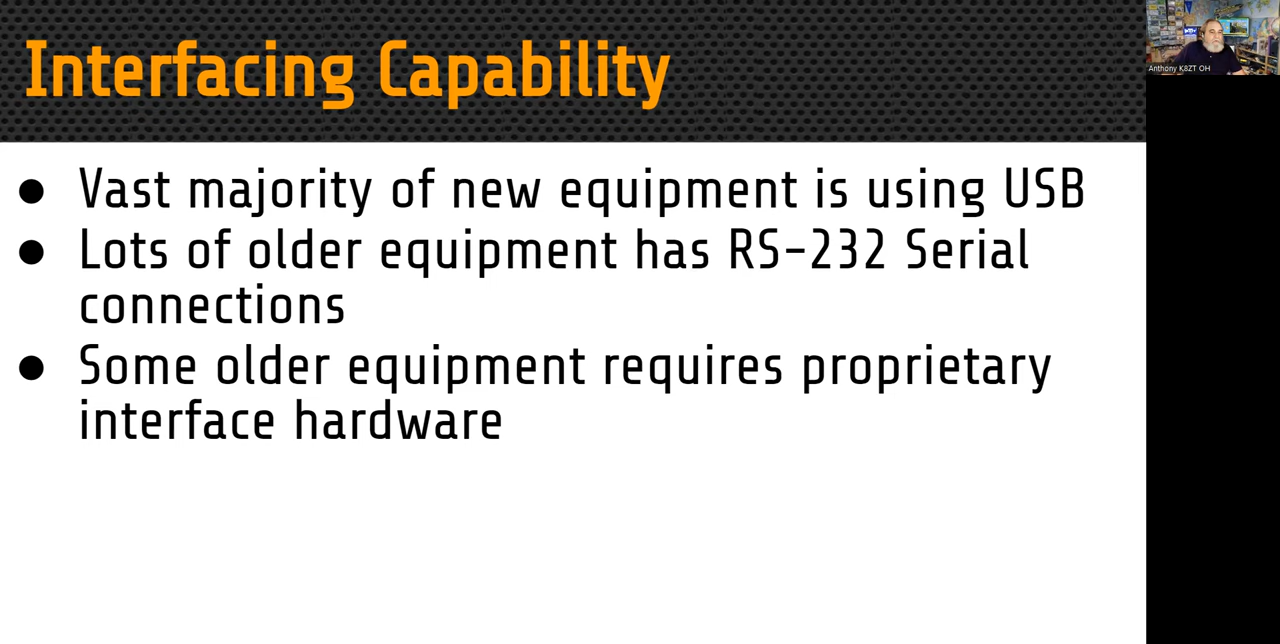 Interfacing Capability
● Vast majority of new equipment is using USB
● Lots of older equipment has RS-232 Serial
connections
● Some older equipment requires proprietary
interface hardware
Anthony K8ZT OH